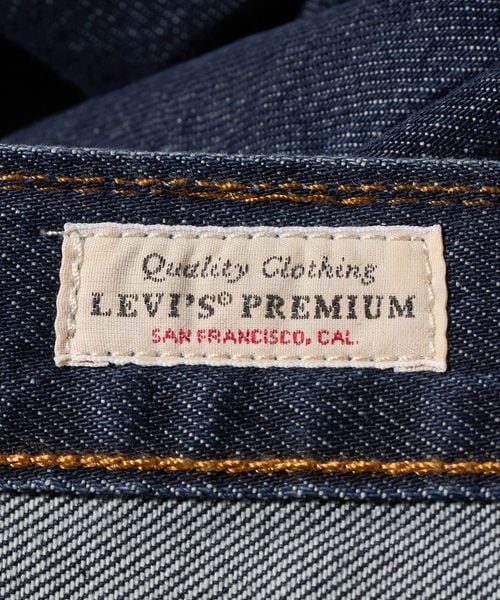 Quality Clothing
LEVI'S® PREMIUM
SAN FRANCISCO, CAL.